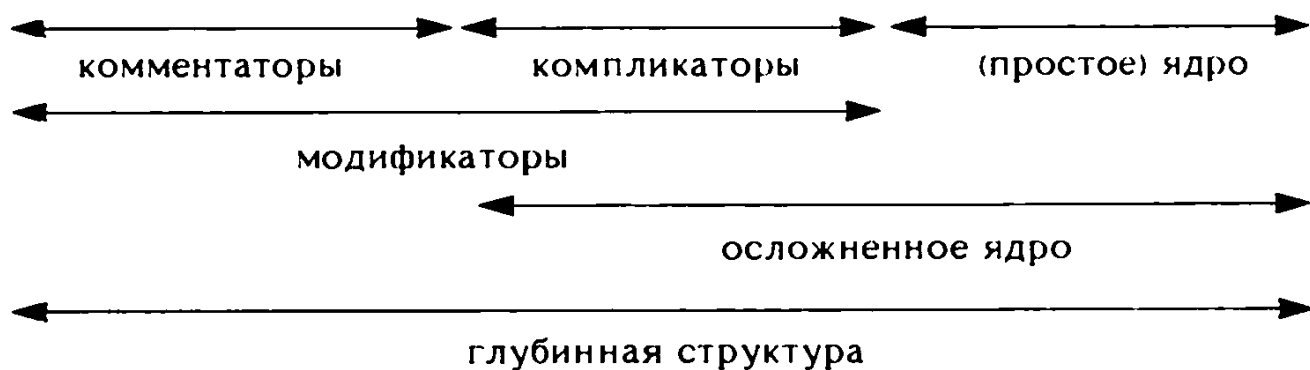 комментаторы компликаторы (простое) ядро
модификаторы
осложненное ядро
глубинная структура